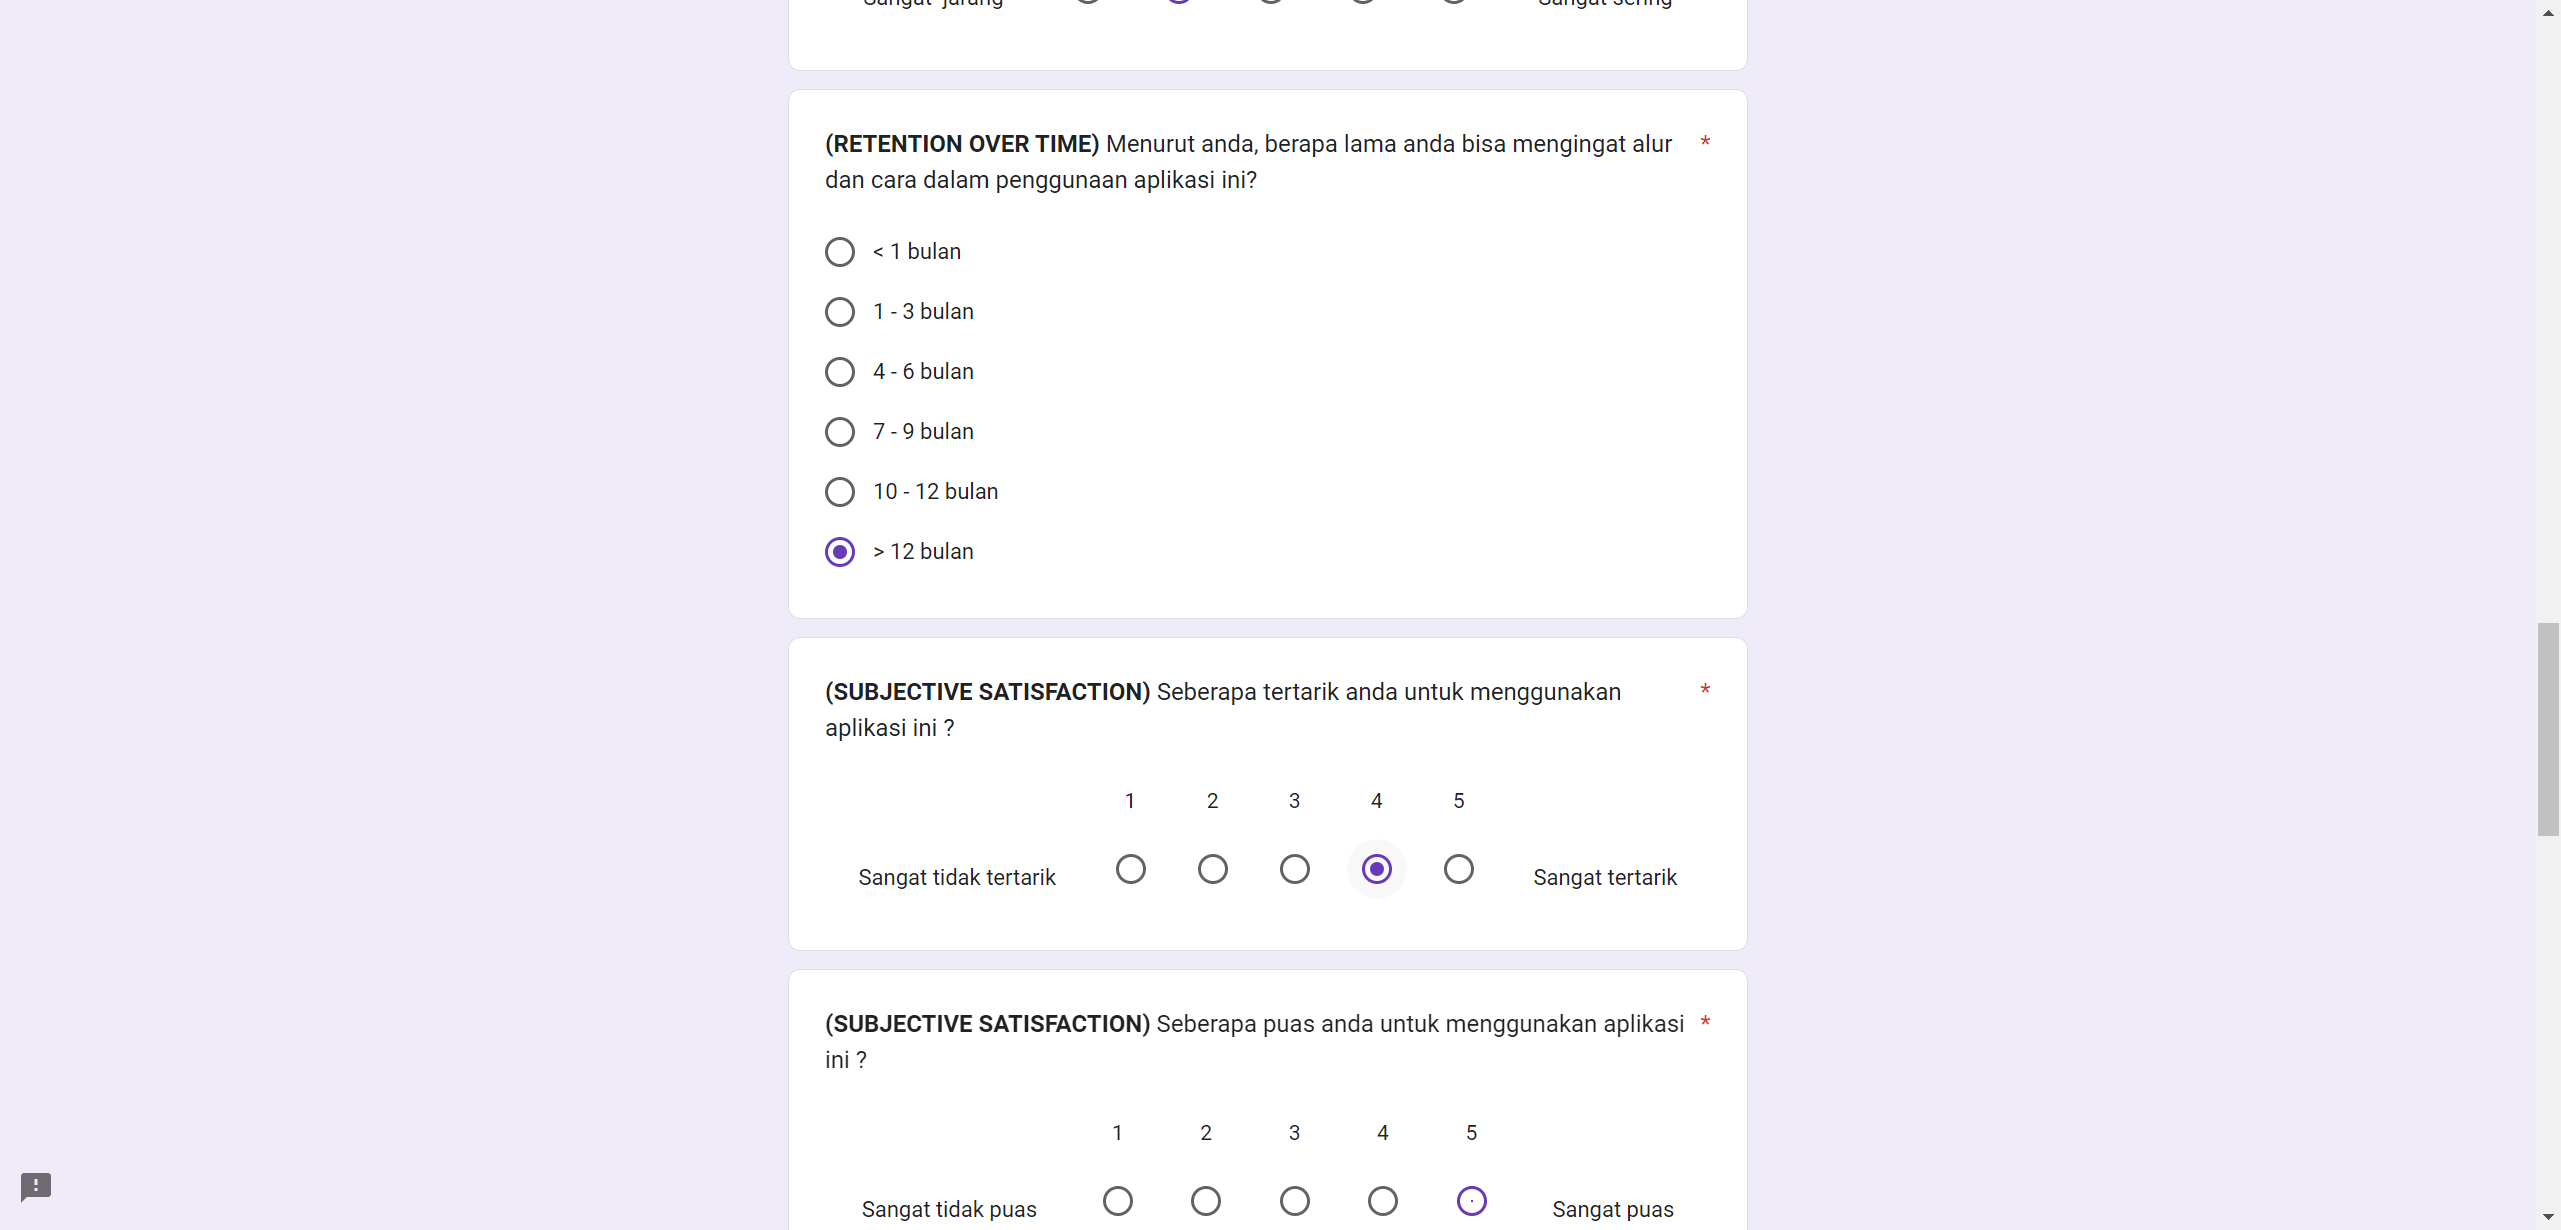 Sangat jarang Sangat sering
(RETENTION OVER TIME) Menurut anda, berapa lama anda bisa mengingat alur *
dan cara dalam penggunaan aplikasi ini?
< 1 bulan
1 - 3 bulan
4 - 6 bulan
7 - 9 bulan
10 - 12 bulan
> 12 bulan
(SUBJECTIVE SATISFACTION) Seberapa tertarik anda untuk menggunakan *
aplikasi ini ?
1 2 3 4 5
Sangat tidak tertarik Sangat tertarik
(SUBJECTIVE SATISFACTION) Seberapa puas anda untuk menggunakan aplikasi *
ini ?
1 2 3 4 5
Sangat tidak puas Sangat puas